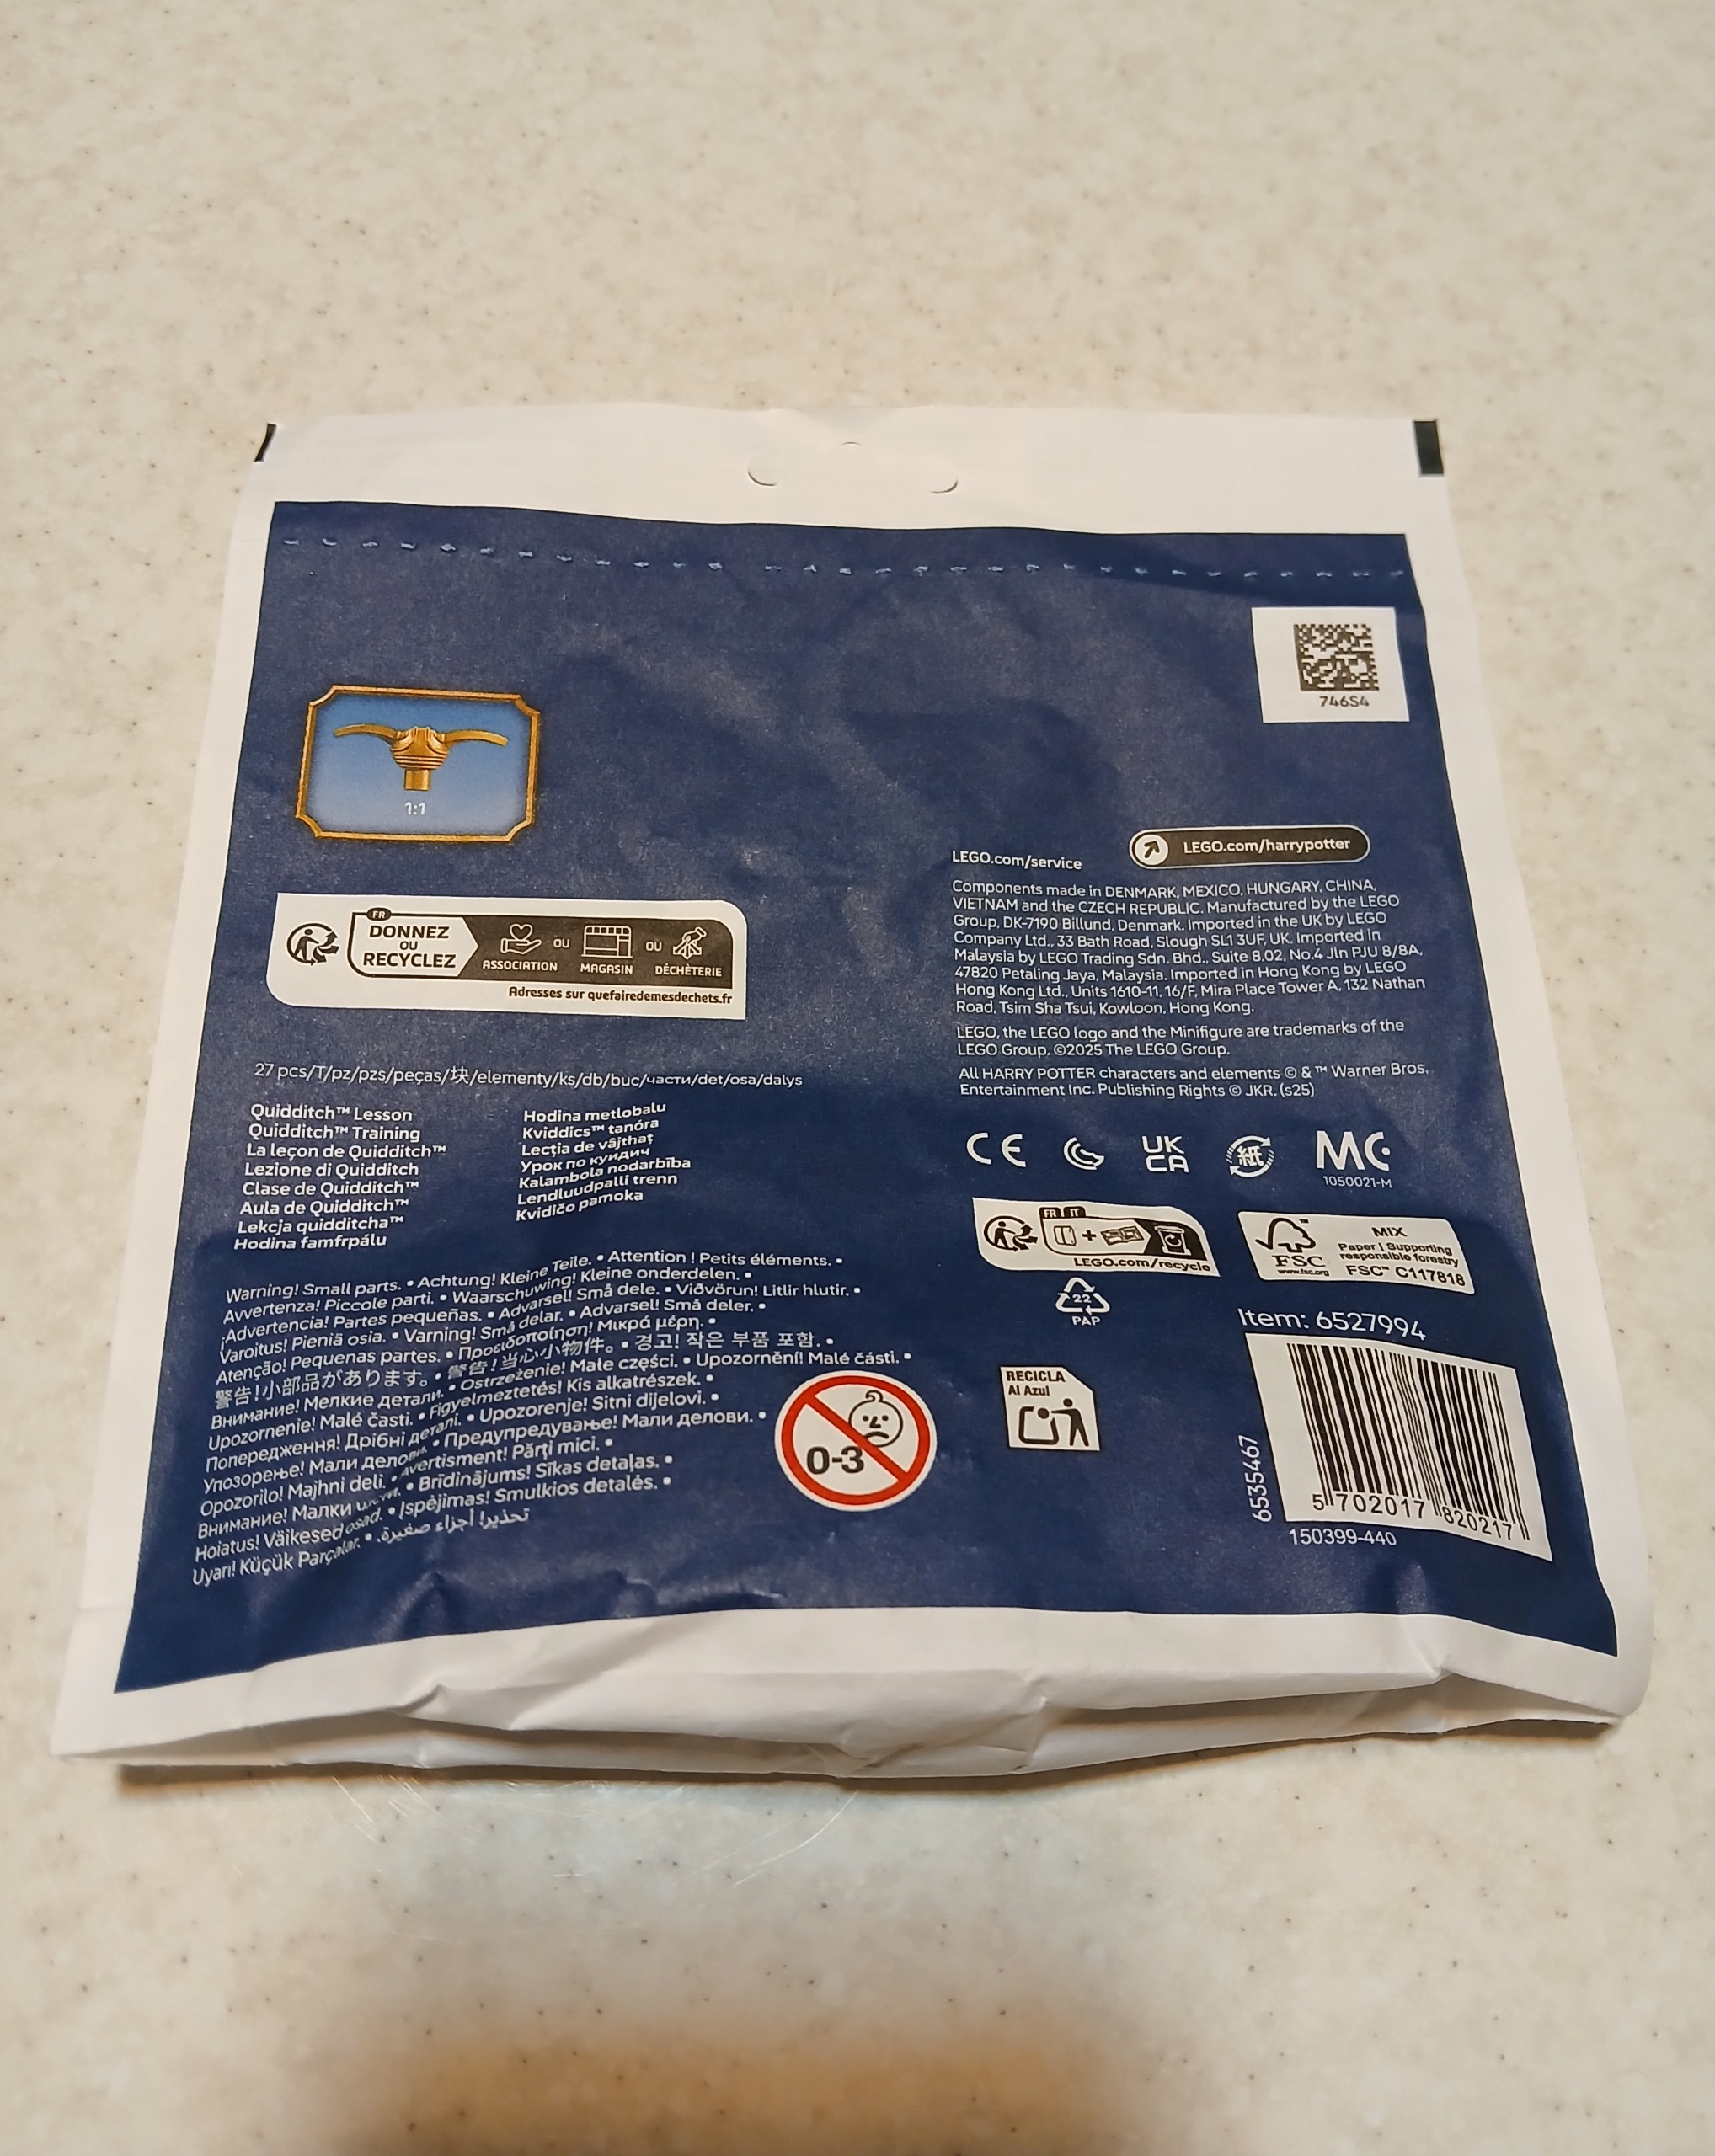 746S4
1:1
LEGO.com/service
LEGO.com/harrypotter
Components made in DENMARK, MEXICO, HUNGARY, CHINA,
VIETNAM and the CZECH REPUBLIC. Manufactured by the LEGO
Group, DK-7190 Billund, Denmark. Imported in the UK by LEGO
Company Ltd., 33 Bath Road, Slough SL1 3UF, UK. Imported in
Malaysia by LEGO Trading Sdn. Bhd., Suite 8.02, No.4 Jln PJU 8/8A,
47820 Petaling Jaya, Malaysia. Imported in Hong Kong by LEGO
Hong Kong Ltd., Units 1610-11, 16/F, Mira Place Tower A, 132 Nathan
Road, Tsim Sha Tsui, Kowloon, Hong Kong.
LEGO, the LEGO logo and the Minifigure are trademarks of the
LEGO Group. ©2025 The LEGO Group.
All HARRY POTTER characters and elements © & ™ Warner Bros.
Entertainment Inc. Publishing Rights © JKR. (s25)
FR
DONNEZ
OU
RECYCLEZ
ASSOCIATION
OU
MAGASIN
OU
DÉCHÈTERIE
Adresses sur quefairedemesdechets.fr
27 pcs/T/pz/pzs/peças/块/elementy/ks/db/buc/части/det/osa/dalys
Quidditch™ Lesson
Quidditch™ Training
La leçon de Quidditch™
Lezione di Quidditch
Clase de Quidditch™
Aula de Quidditch™
Lekcja quidditcha™
Hodina famfrpálu
Hodina metlobalu
Kviddics™ tanóra
Lecția de vâjthaț
Урок по куидич
Kalambola nodarbība
Lendluudpalli trenn
Kvidičo pamoka
CE
UK
CA
紙
MC
1050021-M
FR IT
LEGO.com/recycle
22
PAP
FSC™
www.fsc.org
MIX
Paper | Supporting
responsible forestry
FSC™ C117818
Warning! Small parts. • Achtung! Kleine Teile. • Attention ! Petits éléments. •
Avvertenza! Piccole parti. • Waarschuwing! Kleine onderdelen. •
¡Advertencia! Partes pequeñas. • Advarsel! Små dele. • Viðvörun! Litlir hlutir. •
Varoitus! Pieniä osia. • Varning! Små delar. • Advarsel! Små deler. •
Atenção! Pequenas partes. • Προειδοποίηση! Μικρά μέρη. •
警告!小部品があります。• 警告!当心小物件。• 경고! 작은 부품 포함. •
Внимание! Мелкие детали. • Ostrzeżenie! Małe części. • Upozornění! Malé části. •
Upozornenie! Malé časti. • Figyelmeztetés! Kis alkatrészek. •
Попередження! Дрібні деталі. • Upozorenje! Sitni dijelovi. •
Упозорење! Мали делови. • Предупредување! Мали делови. •
Opozorilo! Majhni deli. • Avertisment! Părți mici. •
Внимание! Малки части. • Brīdinājums! Sīkas detaļas. •
Hoiatus! Väikesed osad. • Įspėjimas! Smulkios detalės. •
Uyarı! Küçük Parçalar. • تحذير! أجزاء صغيرة.
0-3
RECICLA
Al Azul
Item: 6527994
6535467
5 702017 820217
150399-440